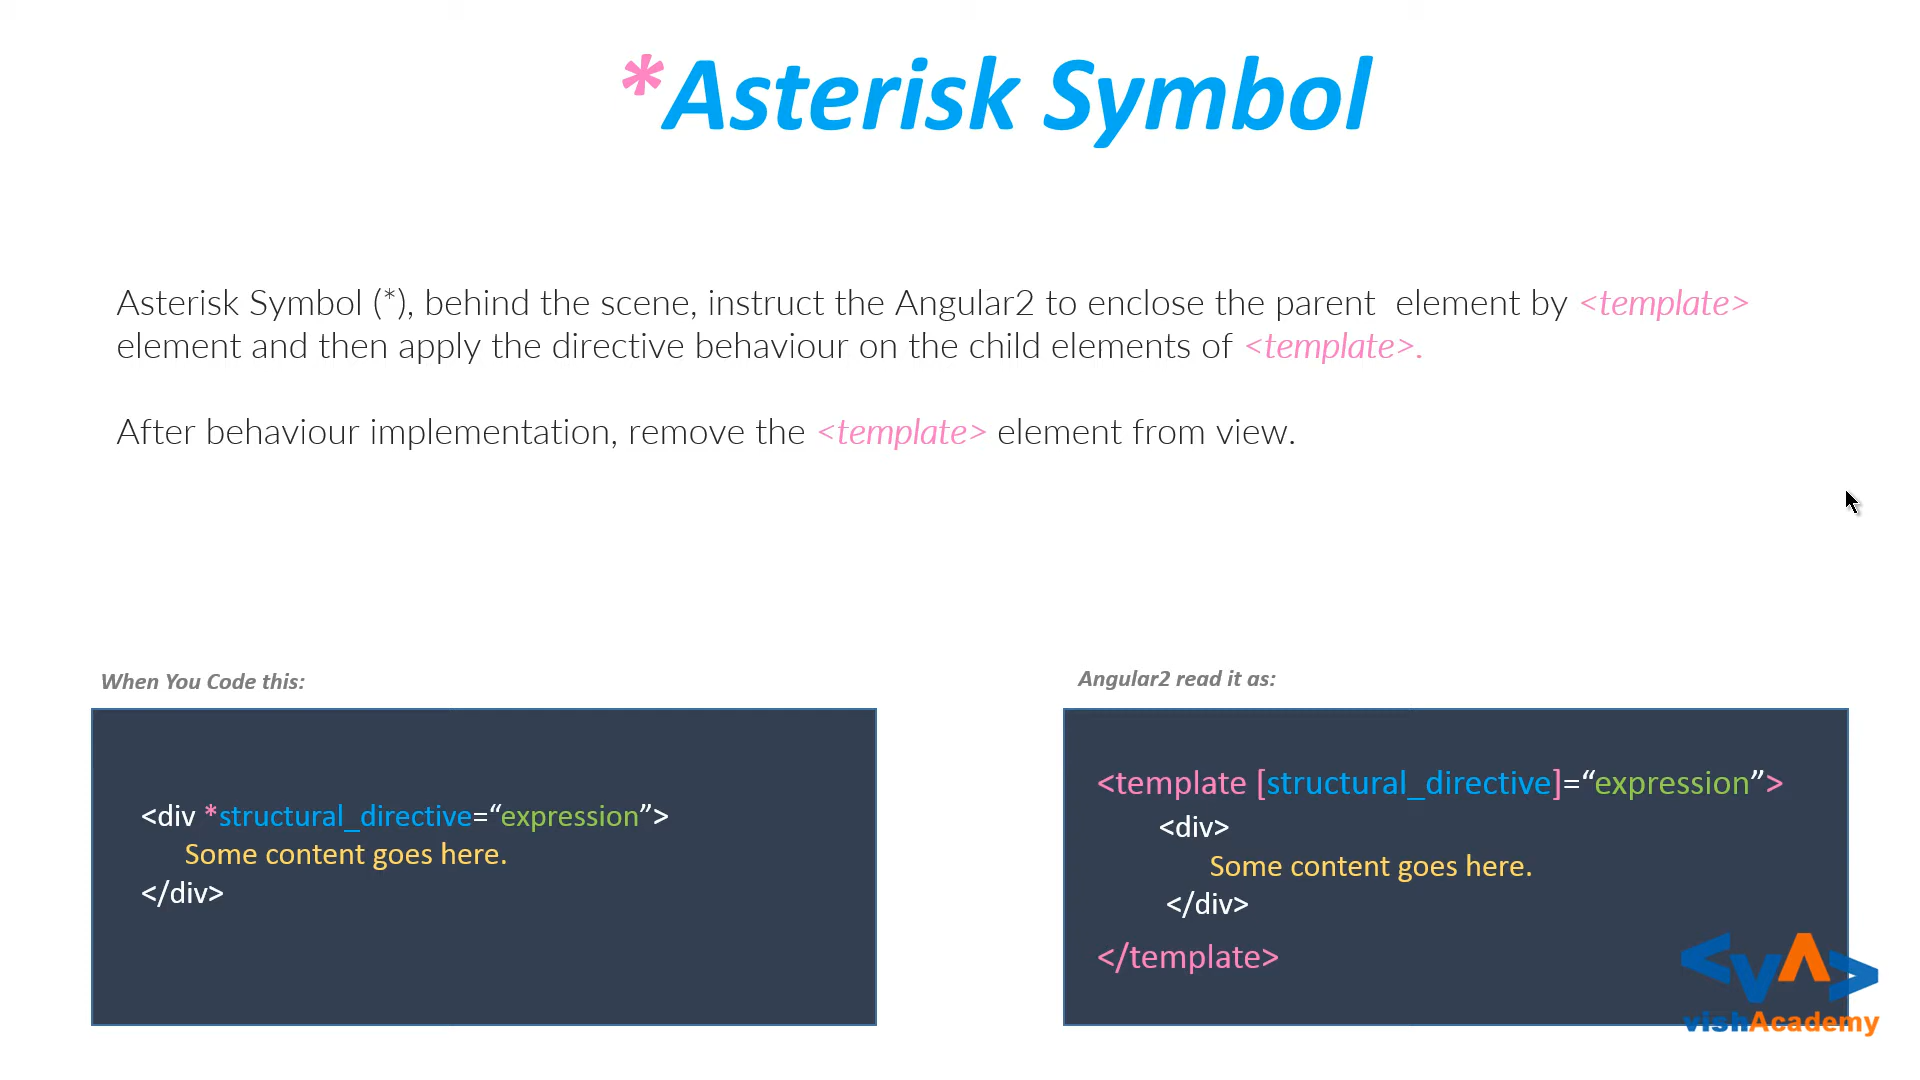 *Asterisk Symbol
Asterisk Symbol (*), behind the scene, instruct the Angular2 to enclose the parent element by <template>
element and then apply the directive behaviour on the child elements of <template>.
After behaviour implementation, remove the <template> element from view.
When You Code this:
<div *structural_directive=“expression”>
Some content goes here.
</div>
Angular2 read it as:
<template [structural_directive]=“expression”>
<div>
Some content goes here.
</div>
</template>
<vΛ>
vishAcademy